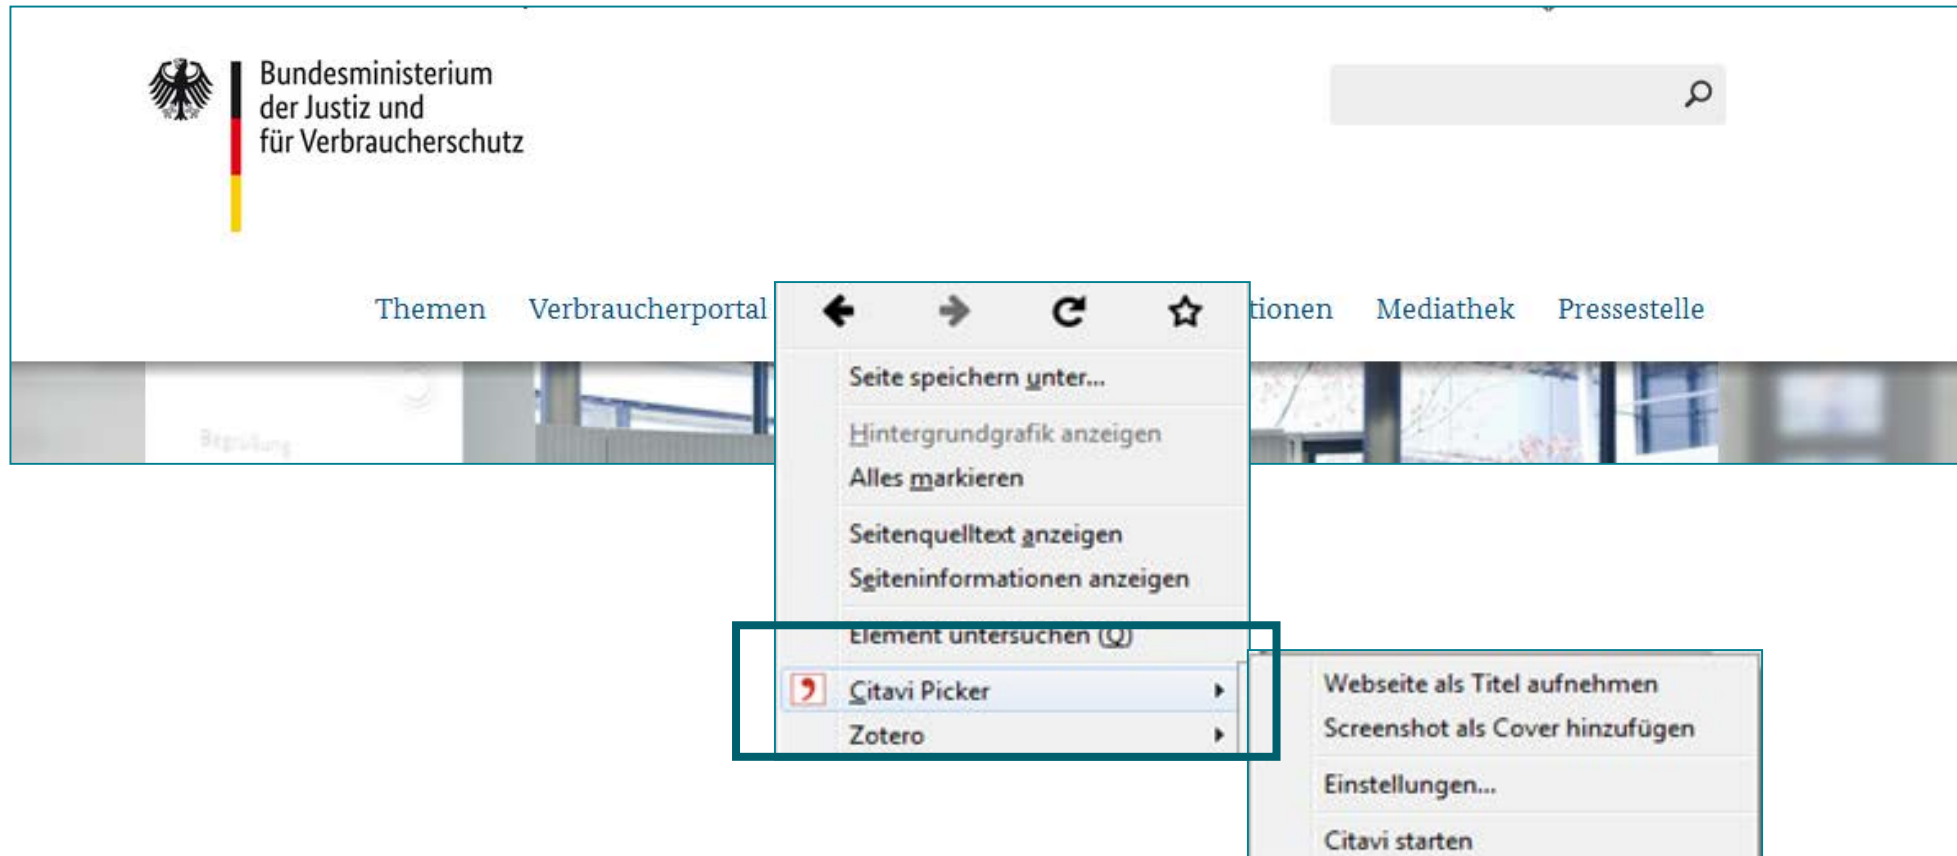 Bundesministerium
der Justiz und
für Verbraucherschutz
Themen Verbraucherportal tionen Mediathek Pressestelle
Seite speichern unter...
Hintergrundgrafik anzeigen
Alles markieren
Seitenquelltext anzeigen
Seiteninformationen anzeigen
Element untersuchen (Q)
Citavi Picker
Zotero
Webseite als Titel aufnehmen
Screenshot als Cover hinzufügen
Einstellungen...
Citavi starten
Begrüßung